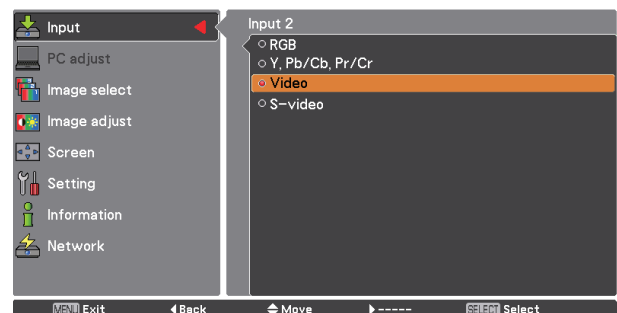 Input
PC adjust
Image select
Image adjust
Screen
Setting
Information
Network
Input 2
RGB
Y, Pb/Cb, Pr/Cr
Video
S-video
MENU Exit
Back
Move
-----
SELECT Select